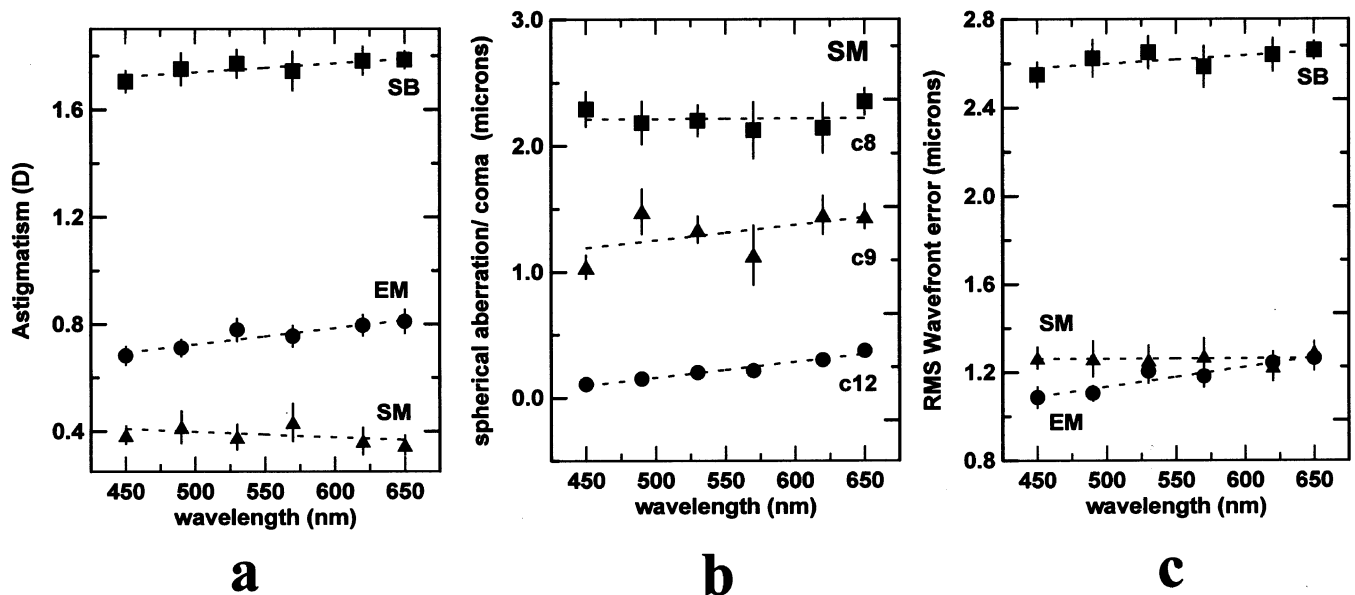 Astigmatism (D)
1.6
1.2
0.8
0.4
SB
EM
SM
450 500 550 600 650
wavelength (nm)
a
spherical aberration/ coma (microns)
3.0
2.0
1.0
0.0
SM
c8
c9
c12
450 500 550 600 650
wavelength (nm)
b
RMS Wavefront error (microns)
2.8
2.4
2.0
1.6
1.2
0.8
SB
SM
EM
450 500 550 600 650
wavelength (nm)
c